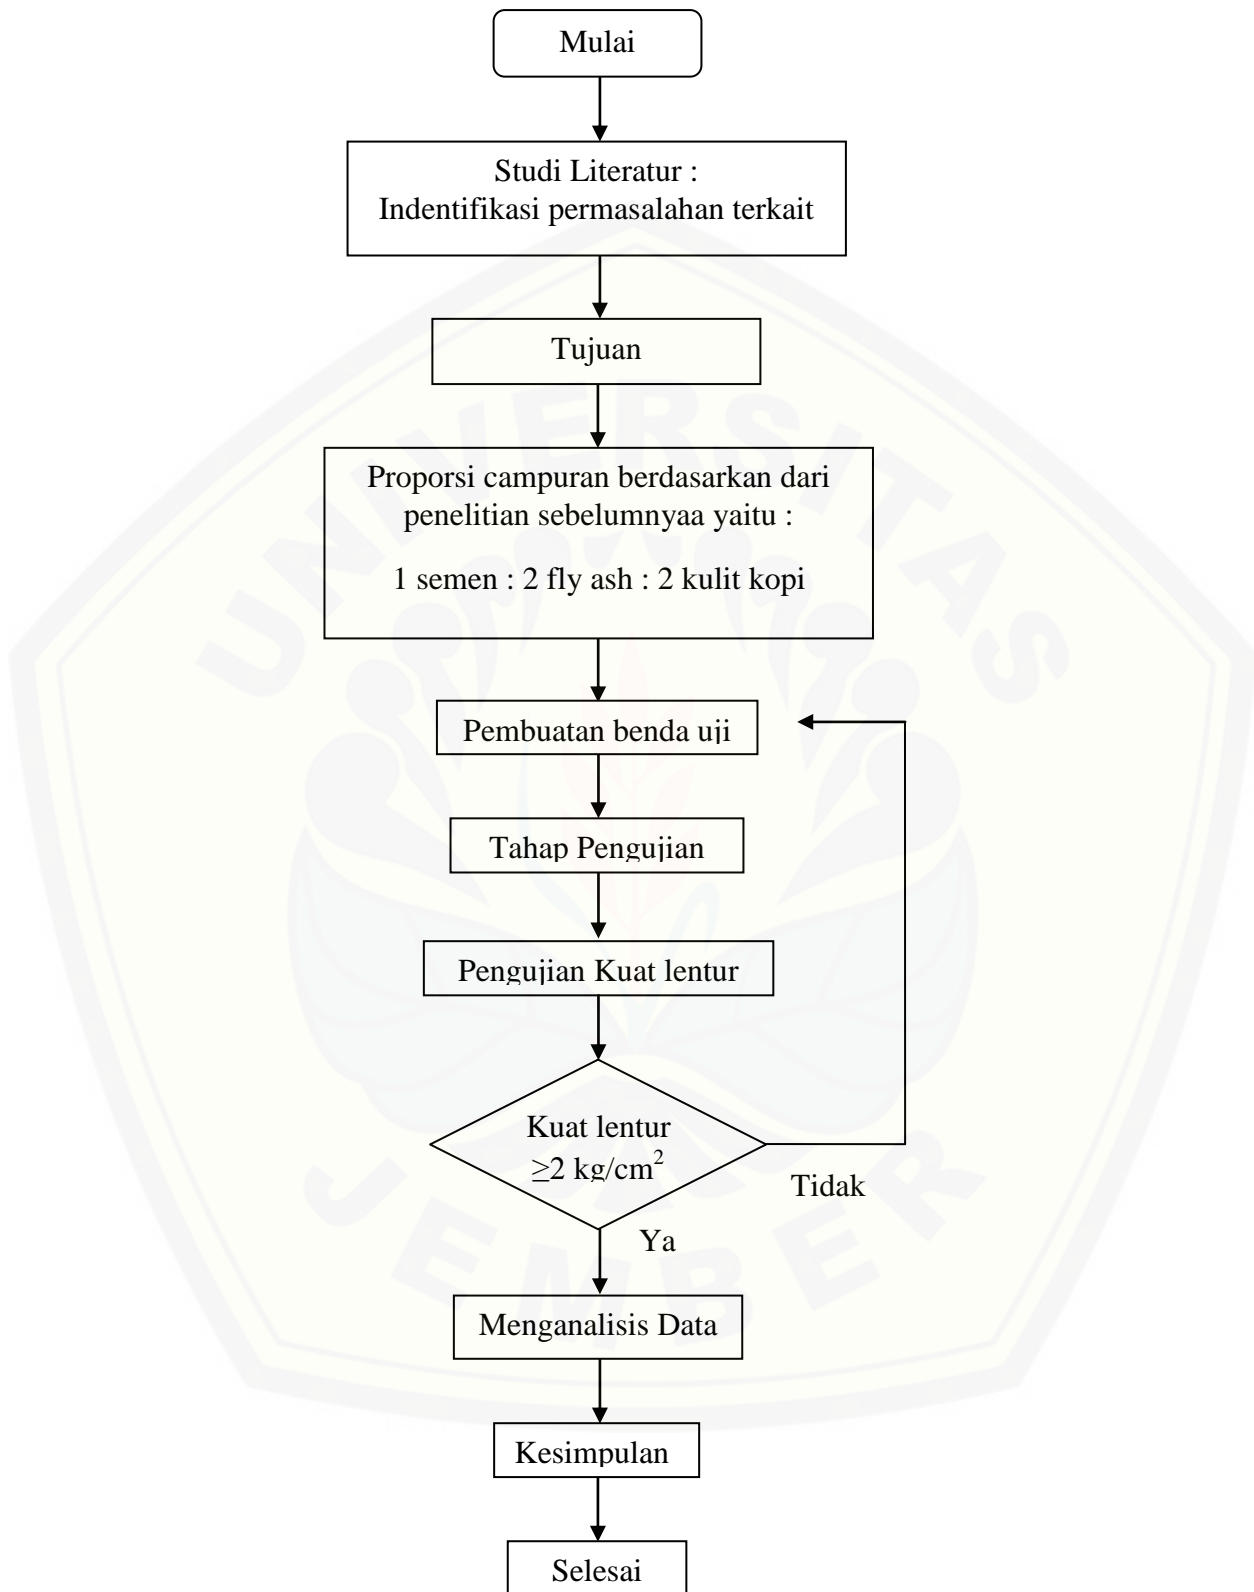 Mulai
Studi Literatur :
Indentifikasi permasalahan terkait
Tujuan
Proporsi campuran berdasarkan dari
penelitian sebelumnyaa yaitu :
1 semen : 2 fly ash : 2 kulit kopi
Pembuatan benda uji
Tahap Pengujian
Pengujian Kuat lentur
Kuat lentur
≥2 kg/cm²
Tidak
Ya
Menganalisis Data
Kesimpulan
Selesai
UNIVERSITAS
JEMBER